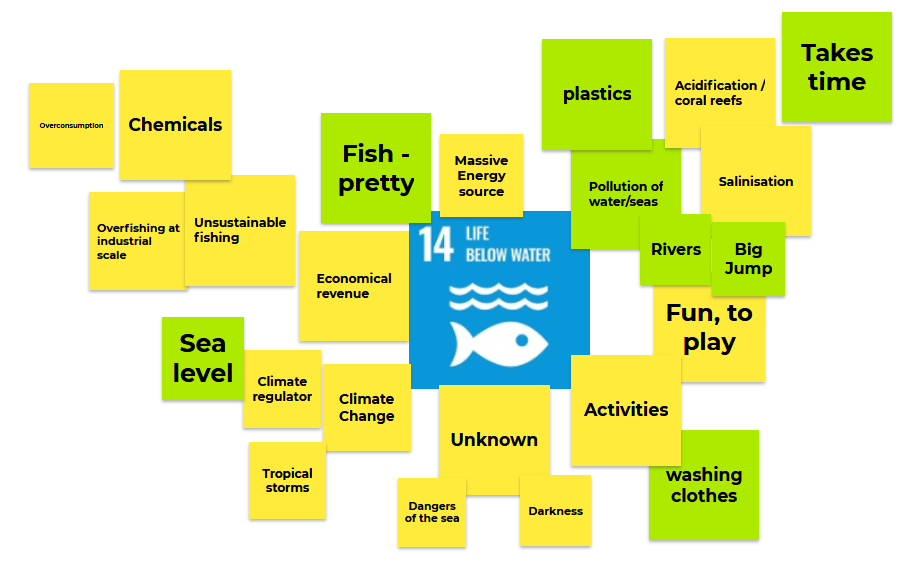 Takes
time
plastics
Acidification /
coral reefs
Overconsumption
Chemicals
Fish -
pretty
Massive
Energy
source
Salinisation
Pollution of
water/seas
Overfishing at
industrial
scale
Unsustainable
fishing
14 LIFE
BELOW WATER
Rivers
Big
Jump
Economical
revenue
Fun, to
play
Sea
level
Climate
regulator
Climate
Change
Activities
Unknown
Tropical
storms
washing
clothes
Dangers
of the sea
Darkness